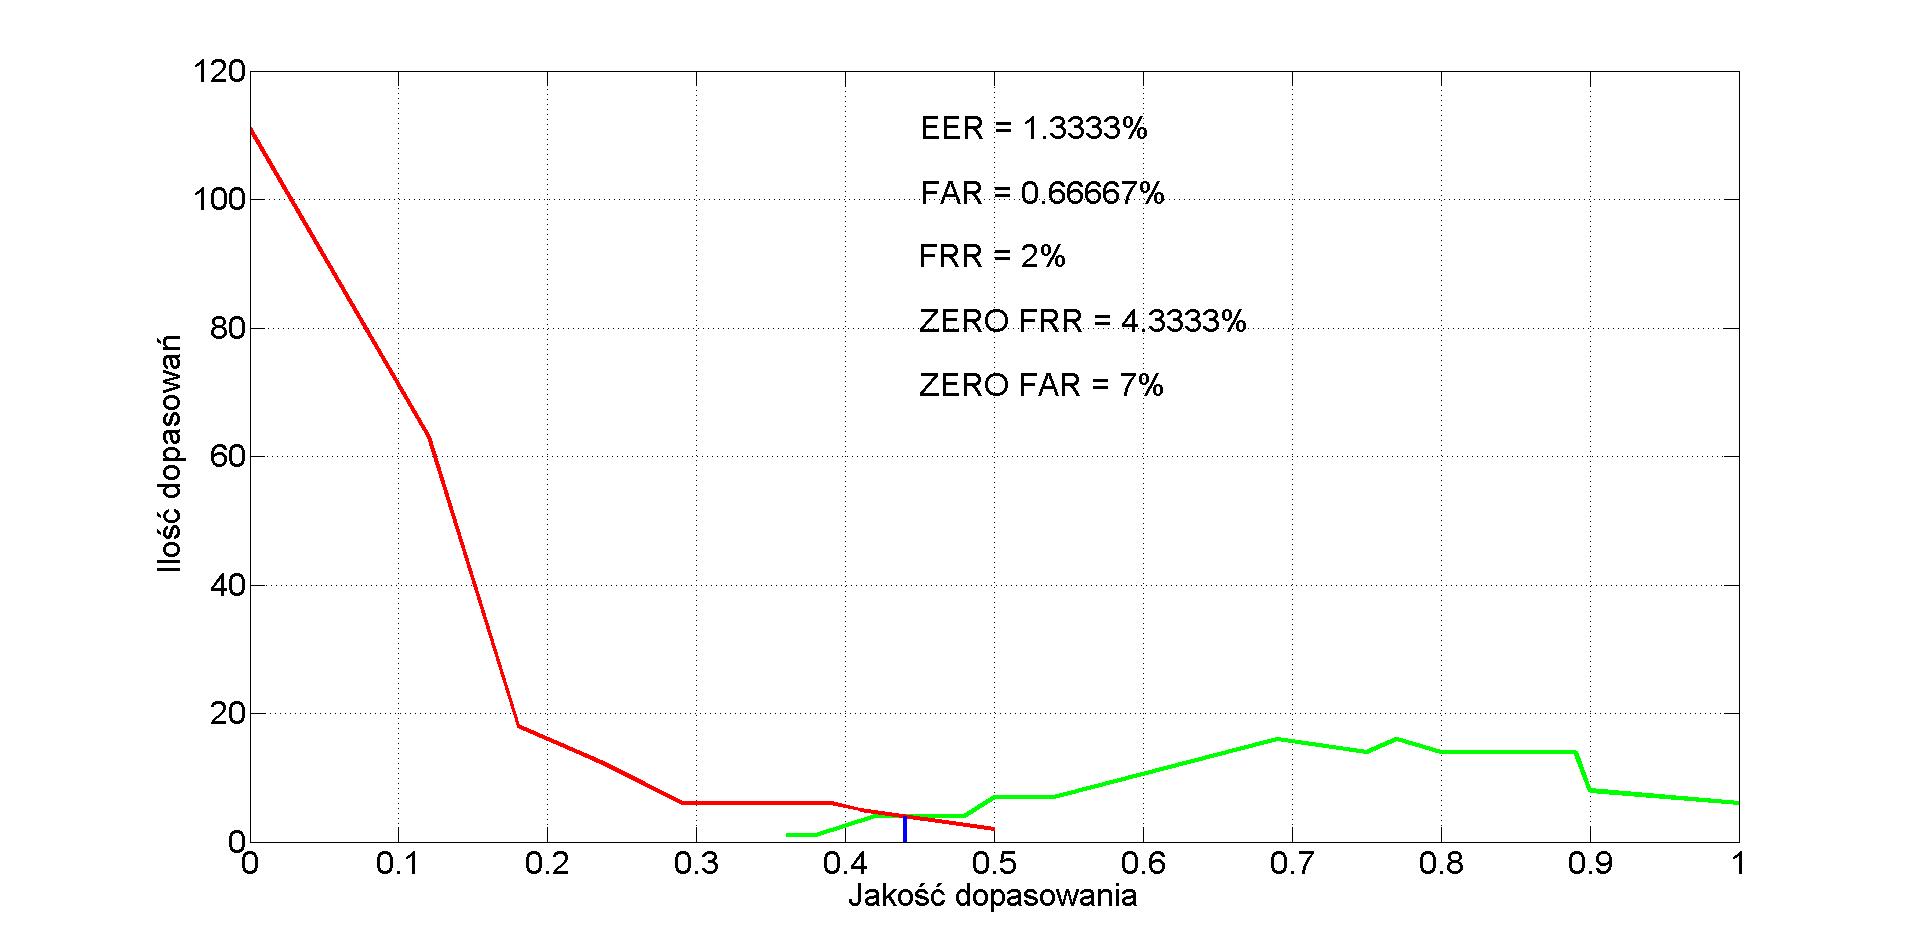 EER = 1.3333%
FAR = 0.66667%
FRR = 2%
ZERO FRR = 4.3333%
ZERO FAR = 7%
120
100
80
60
40
20
0
Ilość dopasowań
0 0.1 0.2 0.3 0.4 0.5 0.6 0.7 0.8 0.9 1
Jakość dopasowania